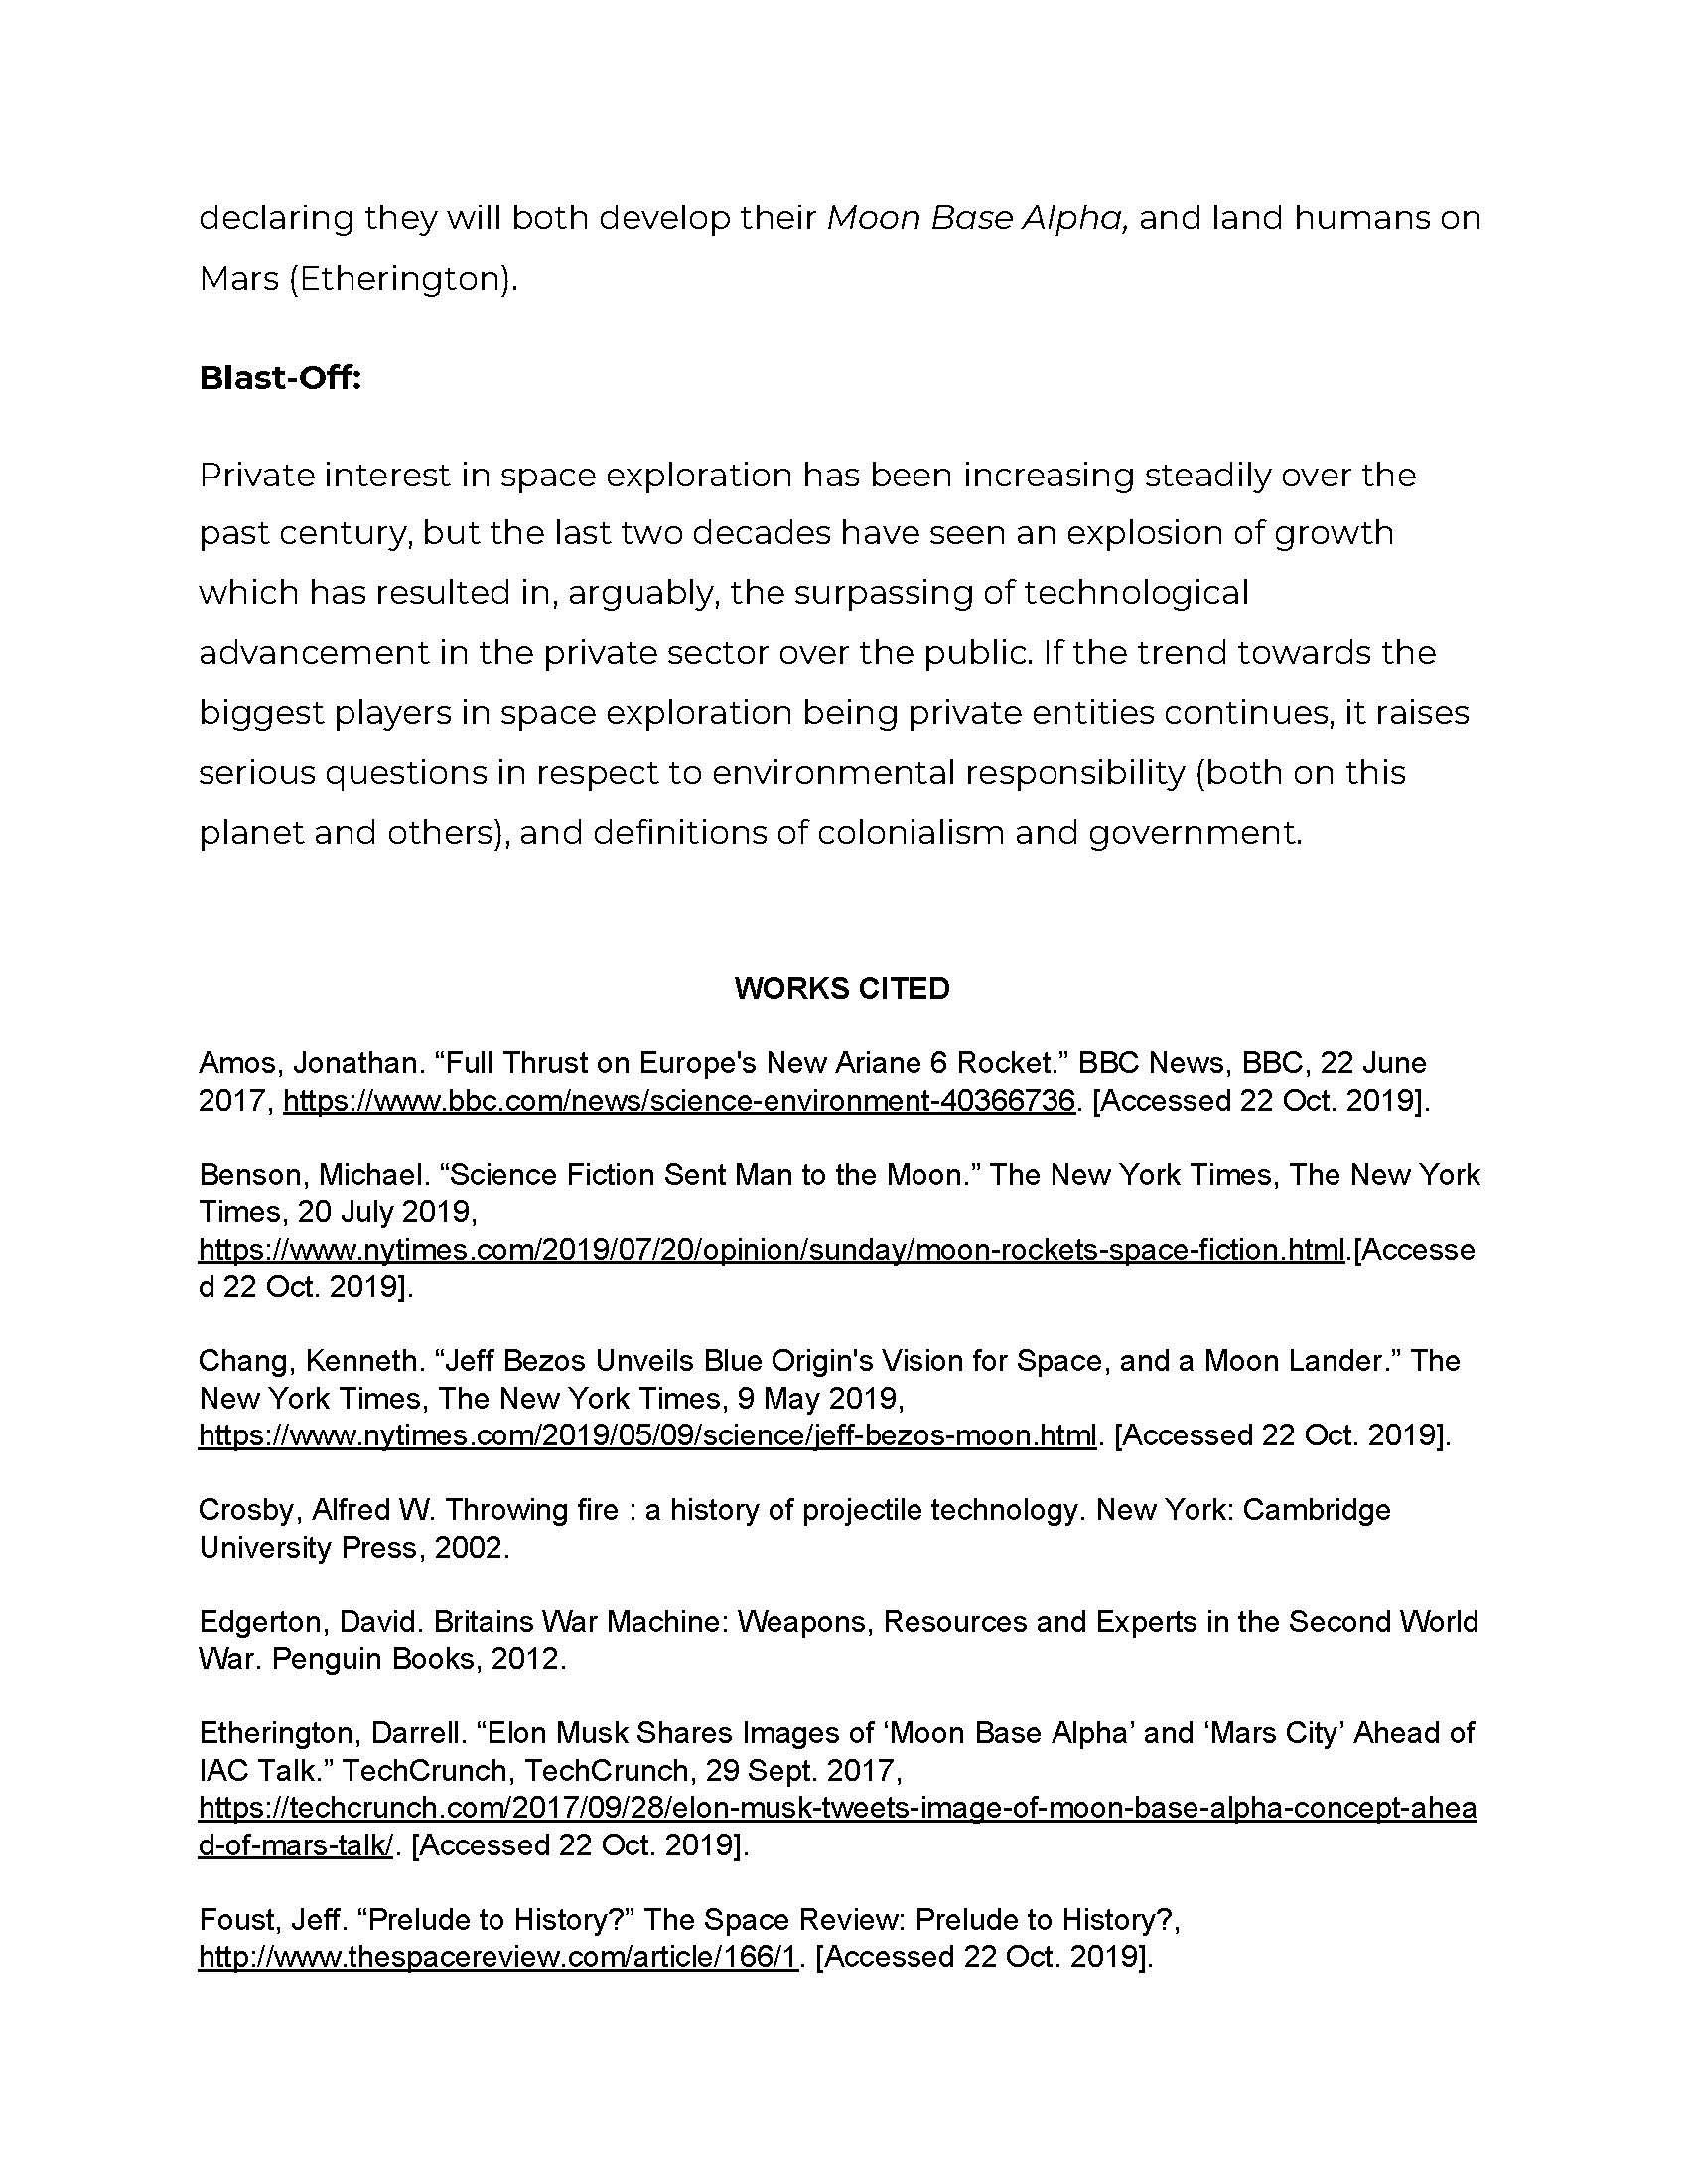 declaring they will both develop their Moon Base Alpha, and land humans on
Mars (Etherington).
Blast-Off:
Private interest in space exploration has been increasing steadily over the
past century, but the last two decades have seen an explosion of growth
which has resulted in, arguably, the surpassing of technological
advancement in the private sector over the public. If the trend towards the
biggest players in space exploration being private entities continues, it raises
serious questions in respect to environmental responsibility (both on this
planet and others), and definitions of colonialism and government.
WORKS CITED
Amos, Jonathan. “Full Thrust on Europe's New Ariane 6 Rocket.” BBC News, BBC, 22 June
2017, https://www.bbc.com/news/science-environment-40366736. [Accessed 22 Oct. 2019].
Benson, Michael. “Science Fiction Sent Man to the Moon.” The New York Times, The New York
Times, 20 July 2019,
https://www.nytimes.com/2019/07/20/opinion/sunday/moon-rockets-space-fiction.html.[Accesse
d 22 Oct. 2019].
Chang, Kenneth. “Jeff Bezos Unveils Blue Origin's Vision for Space, and a Moon Lander.” The
New York Times, The New York Times, 9 May 2019,
https://www.nytimes.com/2019/05/09/science/jeff-bezos-moon.html. [Accessed 22 Oct. 2019].
Crosby, Alfred W. Throwing fire : a history of projectile technology. New York: Cambridge
University Press, 2002.
Edgerton, David. Britains War Machine: Weapons, Resources and Experts in the Second World
War. Penguin Books, 2012.
Etherington, Darrell. “Elon Musk Shares Images of ‘Moon Base Alpha’ and ‘Mars City’ Ahead of
IAC Talk.” TechCrunch, TechCrunch, 29 Sept. 2017,
https://techcrunch.com/2017/09/28/elon-musk-tweets-image-of-moon-base-alpha-concept-ahea
d-of-mars-talk/. [Accessed 22 Oct. 2019].
Foust, Jeff. “Prelude to History?” The Space Review: Prelude to History?,
http://www.thespacereview.com/article/166/1. [Accessed 22 Oct. 2019].